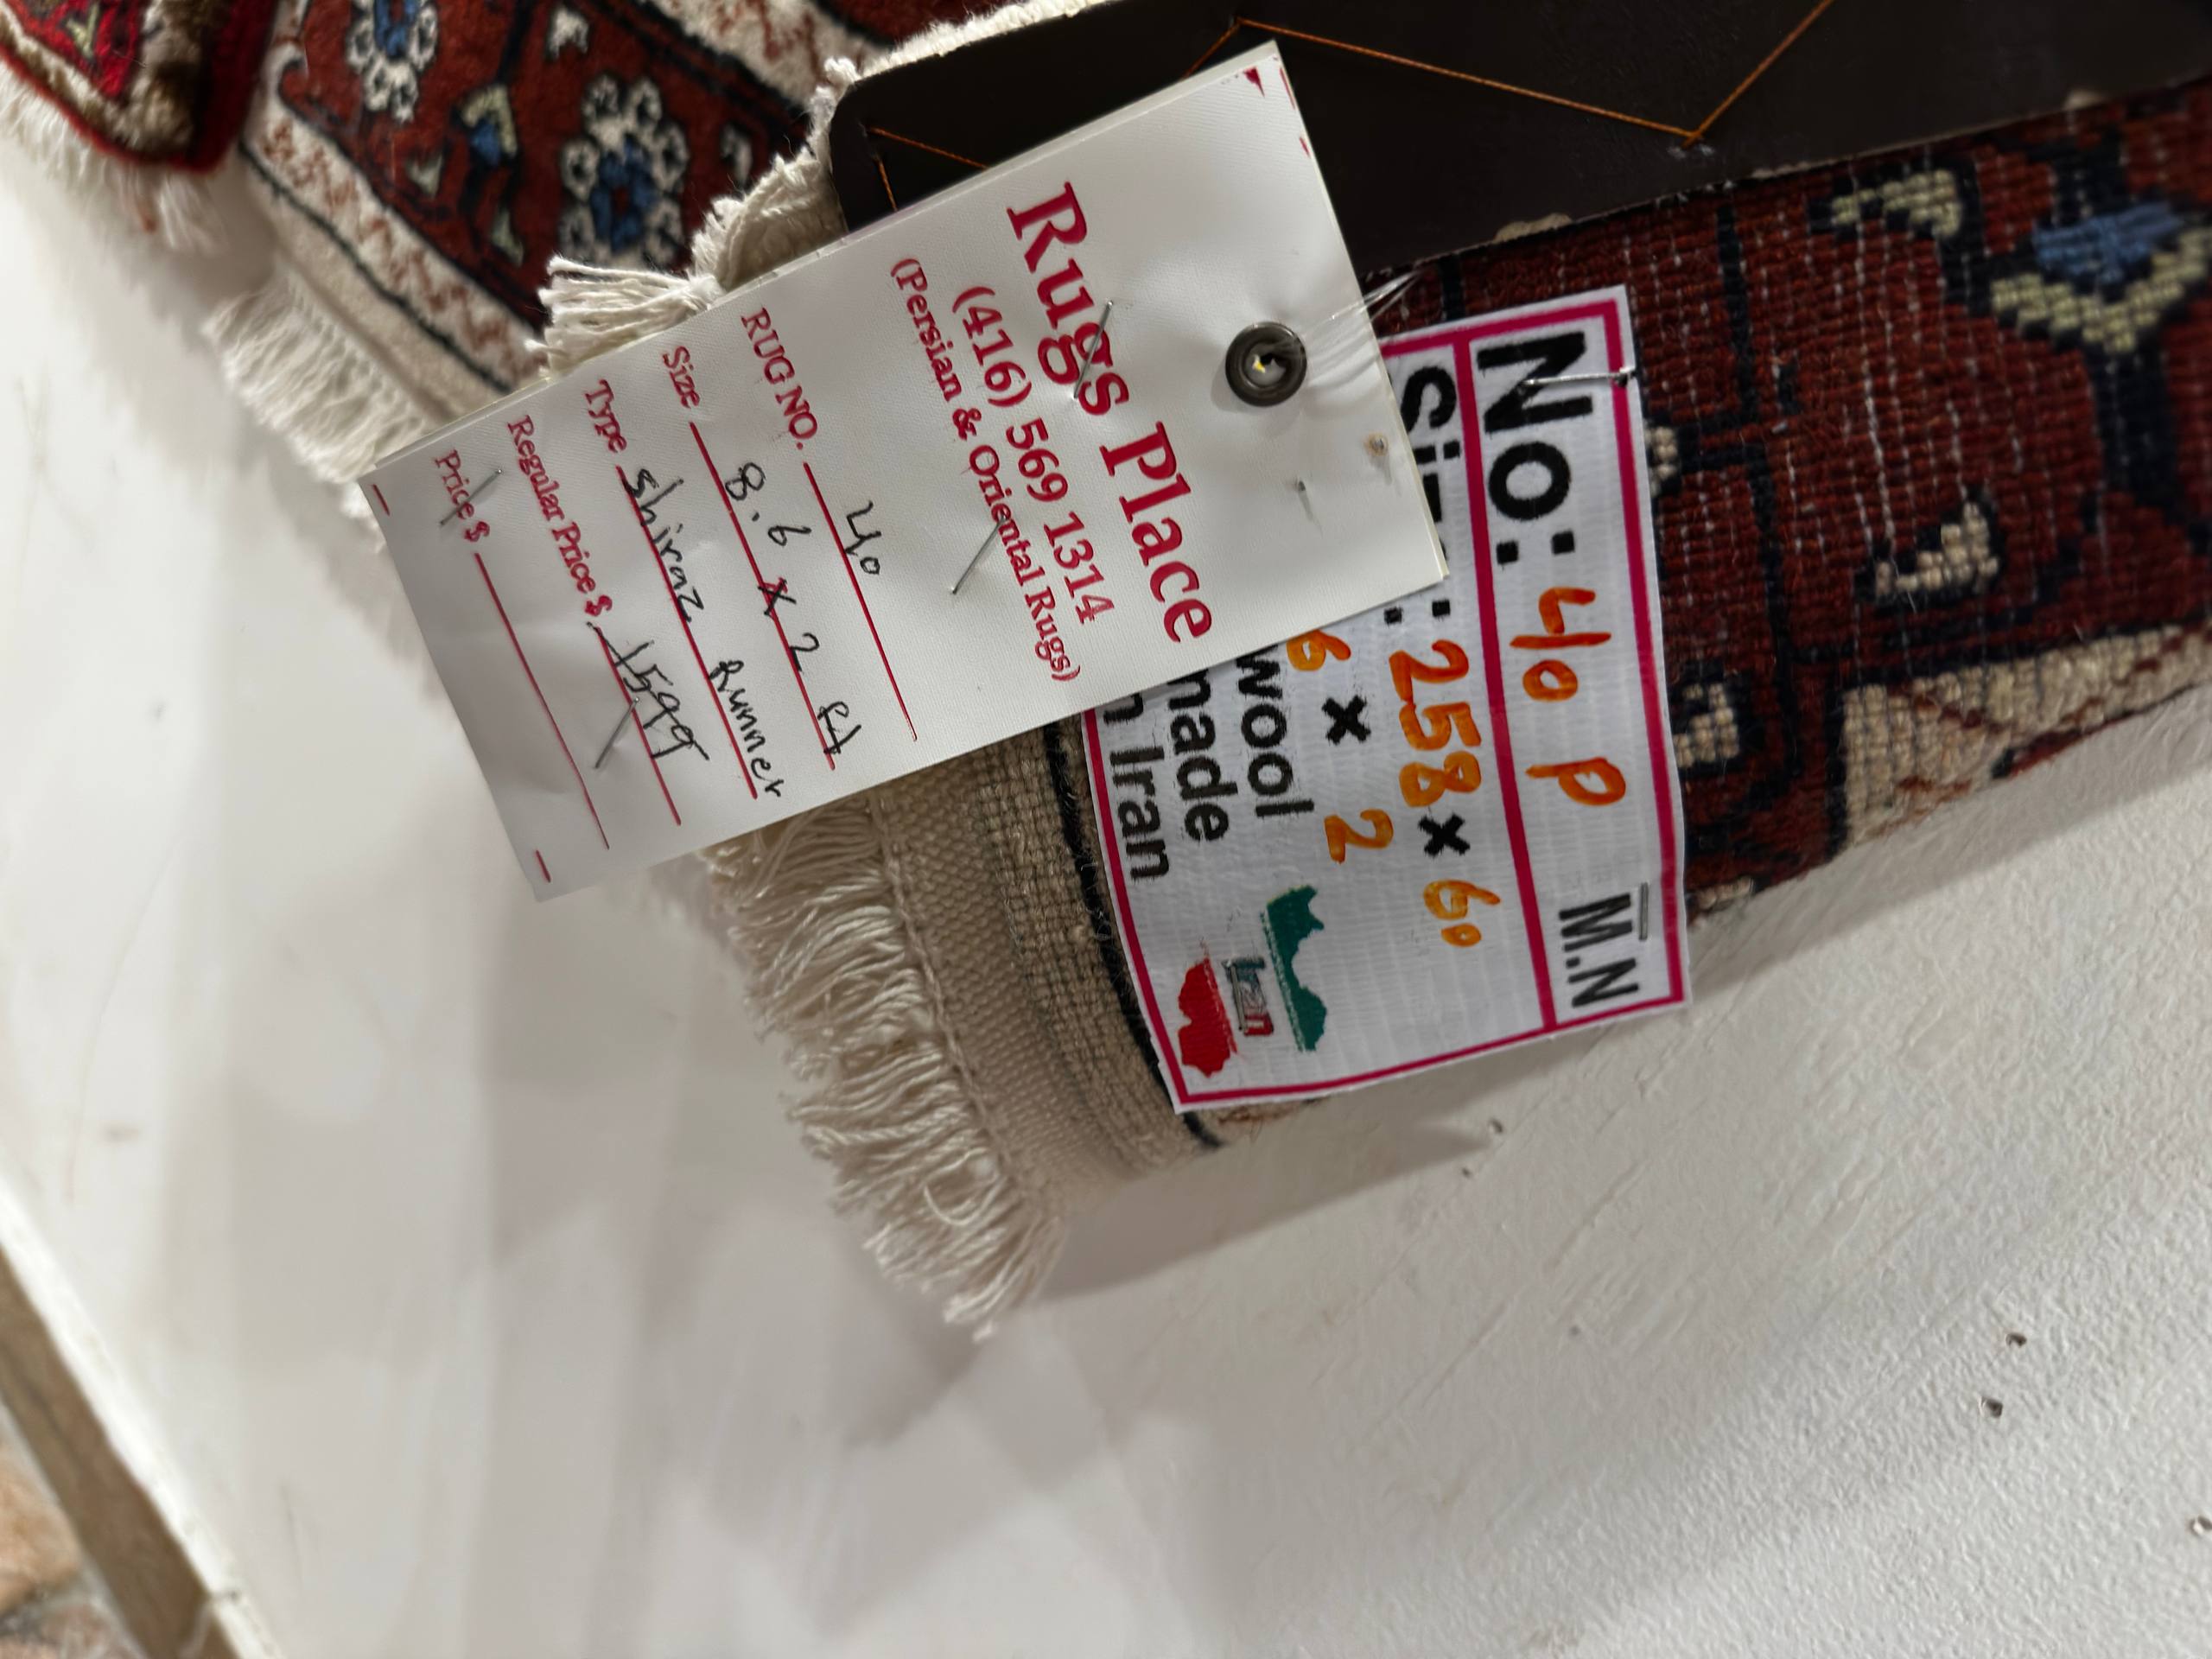 Rugs Place
(416) 569 1314
(Persian & Oriental Rugs)
RUG NO. 40
Size 8.6 x 2 ft
Type Shiraz Runner
Regular Price $ 1599
Price $
No: 40 P M.N
Size: 258 x 60
6 x 2
wool
made
Iran
Iran